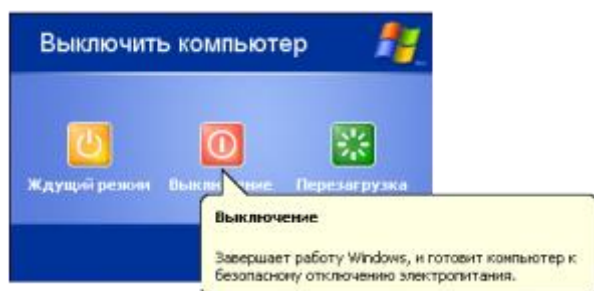 Выключить компьютер
Ждущий режим Выключение Перезагрузка
Выключение
Завершает работу Windows, и готовит компьютер к
безопасному отключению электропитания.